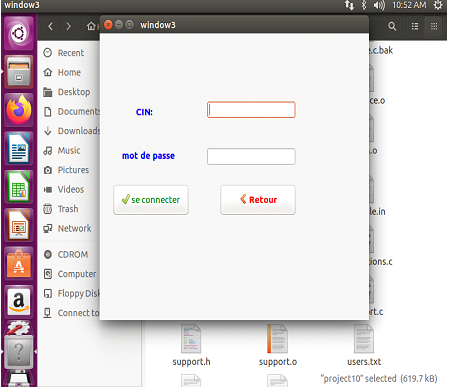 window3
10:52 AM
window3
Recent
Home
Desktop
Documents
Downloads
Music
Pictures
Videos
Trash
Network
CDROM
Computer
Floppy Disk
Connect to
CIN:
mot de passe
se connecter
Retour
e.c.bak
ce.o
s.o
le.in
tions.c
port.c
support.h
support.o
users.txt
"project10" selected (619.7 kB)